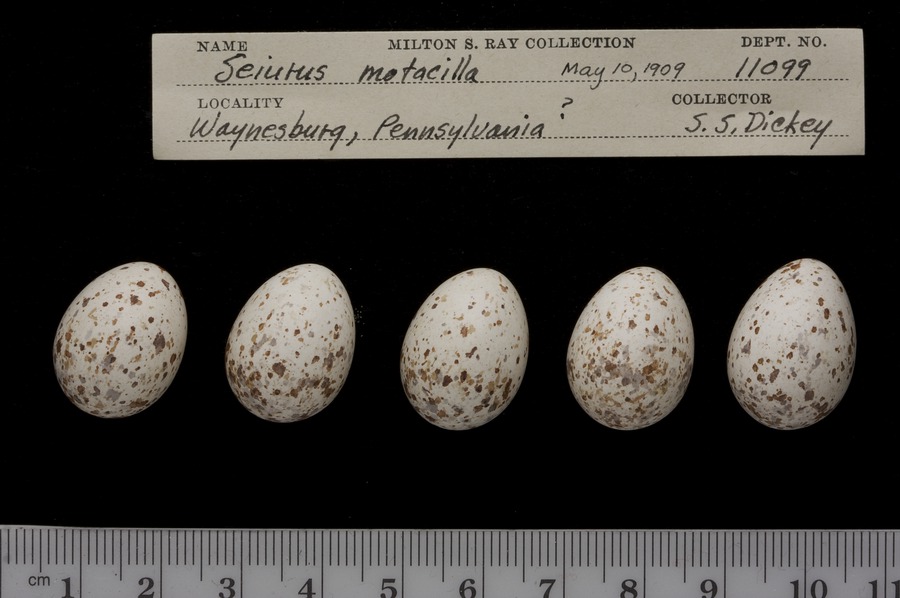 NAME MILTON S. RAY COLLECTION DEPT. NO.
Seiurus motacilla May 10, 1909 11099
LOCALITY ? COLLECTOR
Waynesburg, Pennsylvania S. S. Dickey
cm 1 2 3 4 5 6 7 8 9 10 11